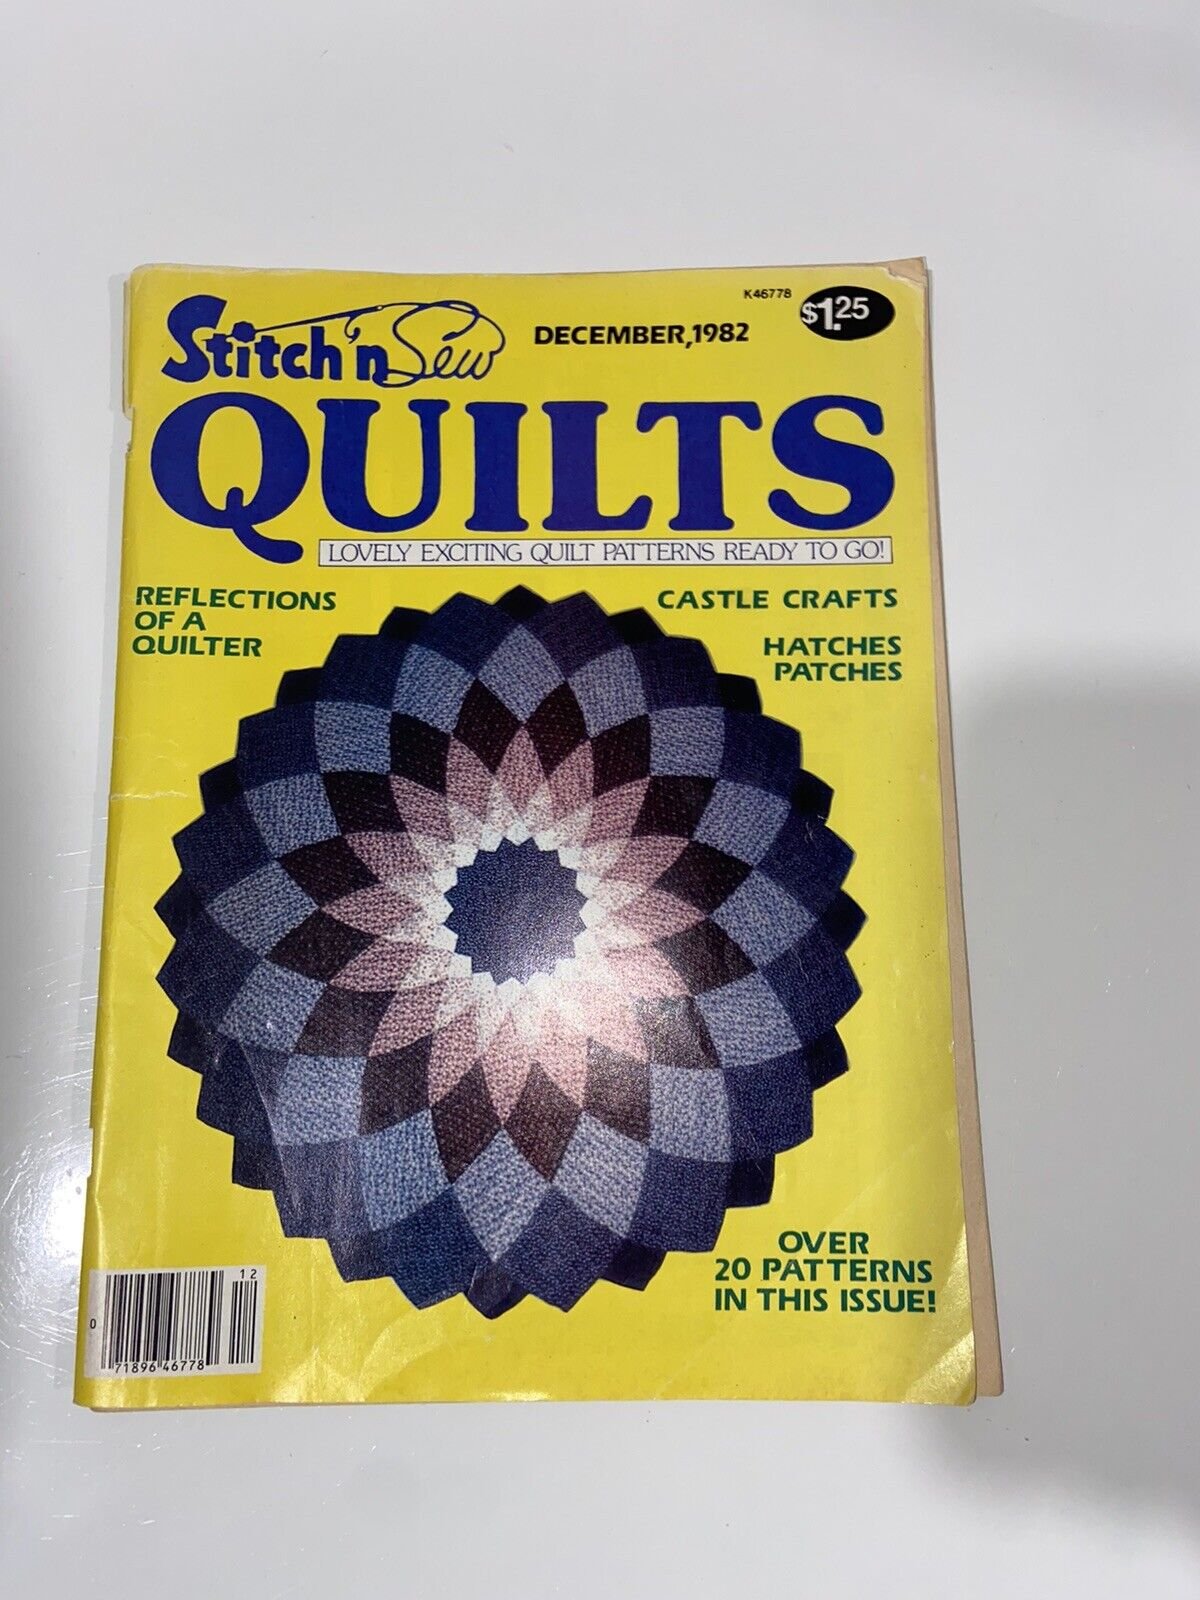 K46778
$1.25
Stitch 'n Sew
DECEMBER, 1982
QUILTS
LOVELY EXCITING QUILT PATTERNS READY TO GO!
REFLECTIONS
OF A
QUILTER
CASTLE CRAFTS
HATCHES
PATCHES
OVER
20 PATTERNS
IN THIS ISSUE!
12
0
71896 46778